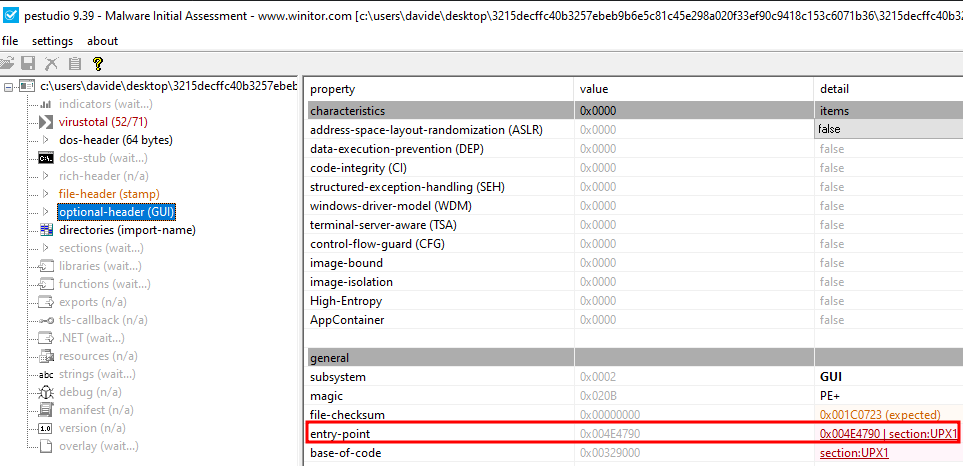 pestudio 9.39 - Malware Initial Assessment - www.winitor.com [c:\users\davide\desktop\3215decffc40b3257ebeb9b6e5c81c45e298a020f33ef90c9418c153c6071b36\3215decffc40b32
file settings about
c:\users\davide\desktop\3215decffc40b3257ebeb
indicators (wait...)
virustotal (52/71)
dos-header (64 bytes)
dos-stub (wait...)
rich-header (n/a)
file-header (stamp)
optional-header (GUI)
directories (import-name)
sections (wait...)
libraries (wait...)
functions (wait...)
exports (n/a)
tls-callback (n/a)
.NET (wait...)
resources (n/a)
abc strings (wait...)
debug (n/a)
manifest (n/a)
1.0 version (n/a)
overlay (wait...)
property value detail
characteristics 0x0000 items
address-space-layout-randomization (ASLR) false
data-execution-prevention (DEP) 0x0000 false
code-integrity (CI) 0x0000 false
structured-exception-handling (SEH) 0x0000 false
windows-driver-model (WDM) 0x0000 false
terminal-server-aware (TSA) 0x0000 false
control-flow-guard (CFG) 0x0000 false
image-bound 0x0000 false
image-isolation 0x0000 false
High-Entropy 0x0000 false
AppContainer 0x0000 false
general
subsystem 0x0002 GUI
magic 0x020B PE+
file-checksum 0x00000000 0x001C0723 (expected)
entry-point 0x004E4790 0x004E4790 | section:UPX1
base-of-code 0x00329000 section:UPX1